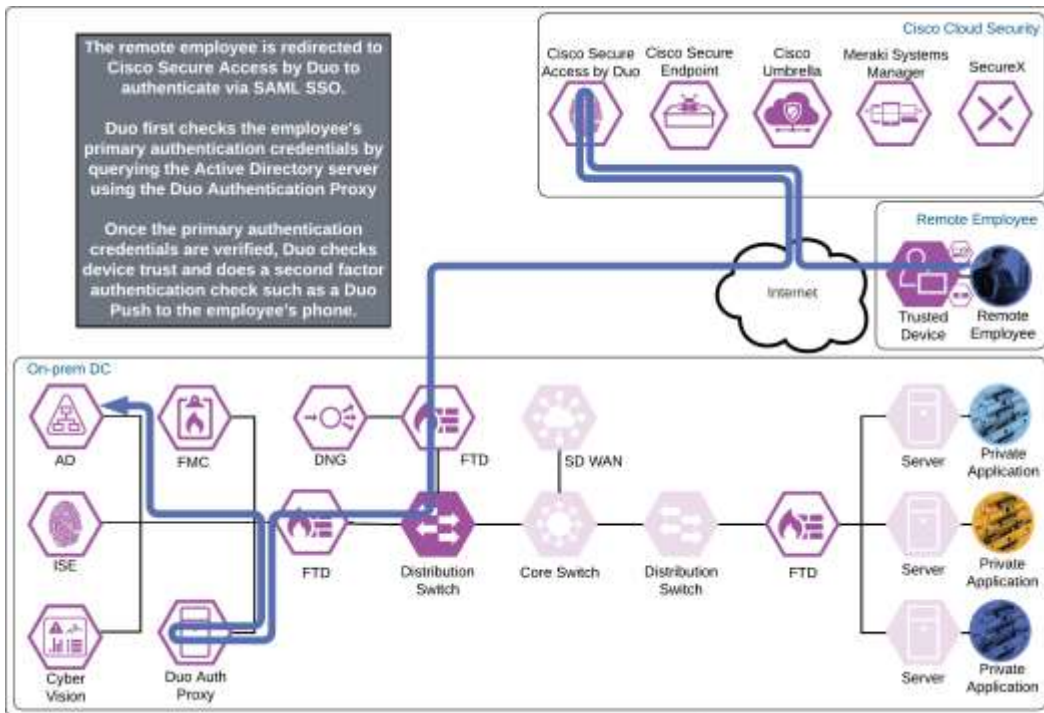 Cisco Cloud Security
The remote employee is redirected to
Cisco Secure Access by Duo to
authenticate via SAML SSO.
Duo first checks the employee's
primary authentication credentials by
querying the Active Directory server
using the Duo Authentication Proxy
Once the primary authentication
credentials are verified, Duo checks
device trust and does a second factor
authentication check such as a Duo
Push to the employee's phone.
Cisco Secure
Access by Duo
Cisco Secure
Endpoint
Cisco
Umbrella
Meraki Systems
Manager
SecureX
Remote Employee
Internet
Trusted
Device
Remote
Employee
On-prem DC
AD
FMC
DNG
FTD
SD WAN
Server
Private
Application
ISE
FTD
Distribution
Switch
Core Switch
Distribution
Switch
FTD
Server
Private
Application
Cyber
Vision
Duo Auth
Proxy
Server
Private
Application